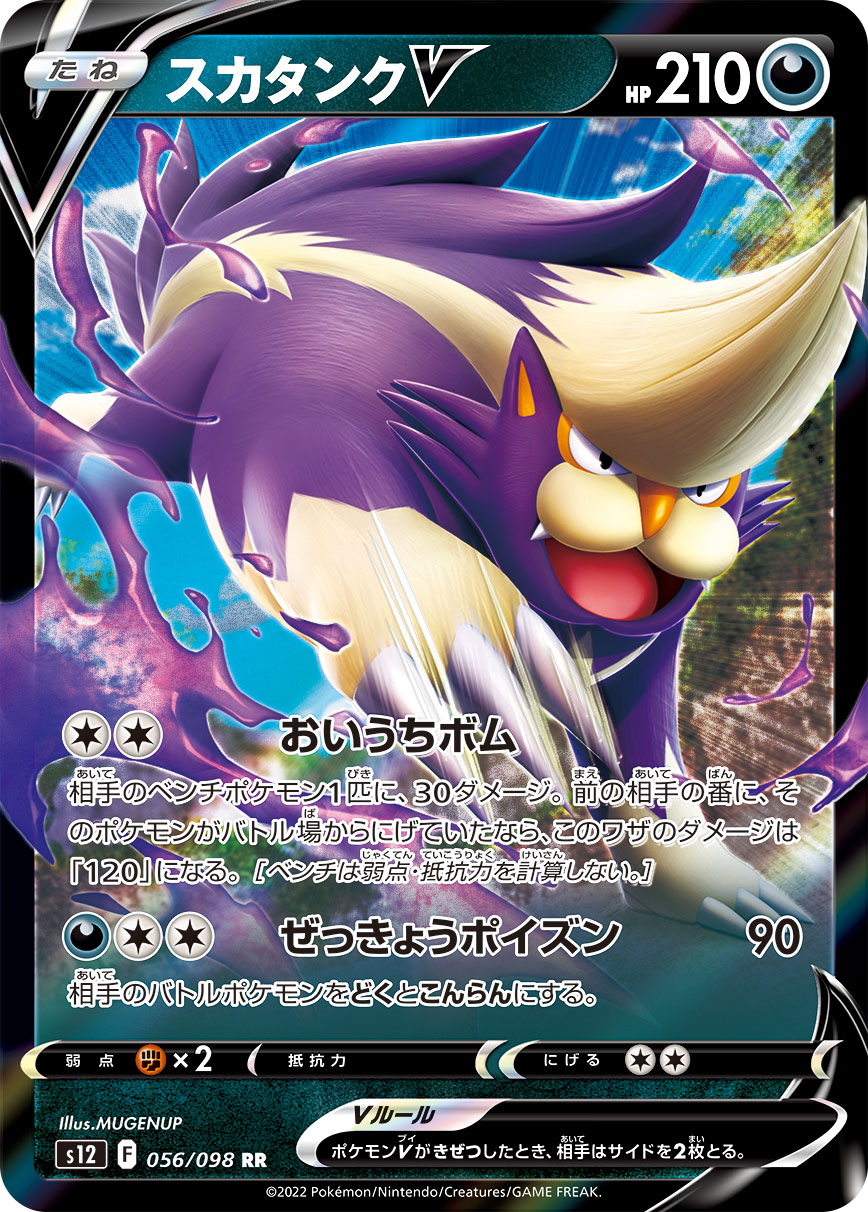 たね
スカタンクV
HP 210
おいうちボム
相手のベンチポケモン1匹に、30ダメージ。前の相手の番に、そ
のポケモンがバトル場からにげていたなら、このワザのダメージは
「120」になる。［ベンチは弱点・抵抗力を計算しない。］
ぜっきょうポイズン 90
相手のバトルポケモンをどくとこんらんにする。
弱点 ×2 抵抗力 にげる
Illus.MUGENUP
Vルール
ポケモンVがきぜつしたとき、相手はサイドを2枚とる。
s12 F 056/098 RR
©2022 Pokémon/Nintendo/Creatures/GAME FREAK.